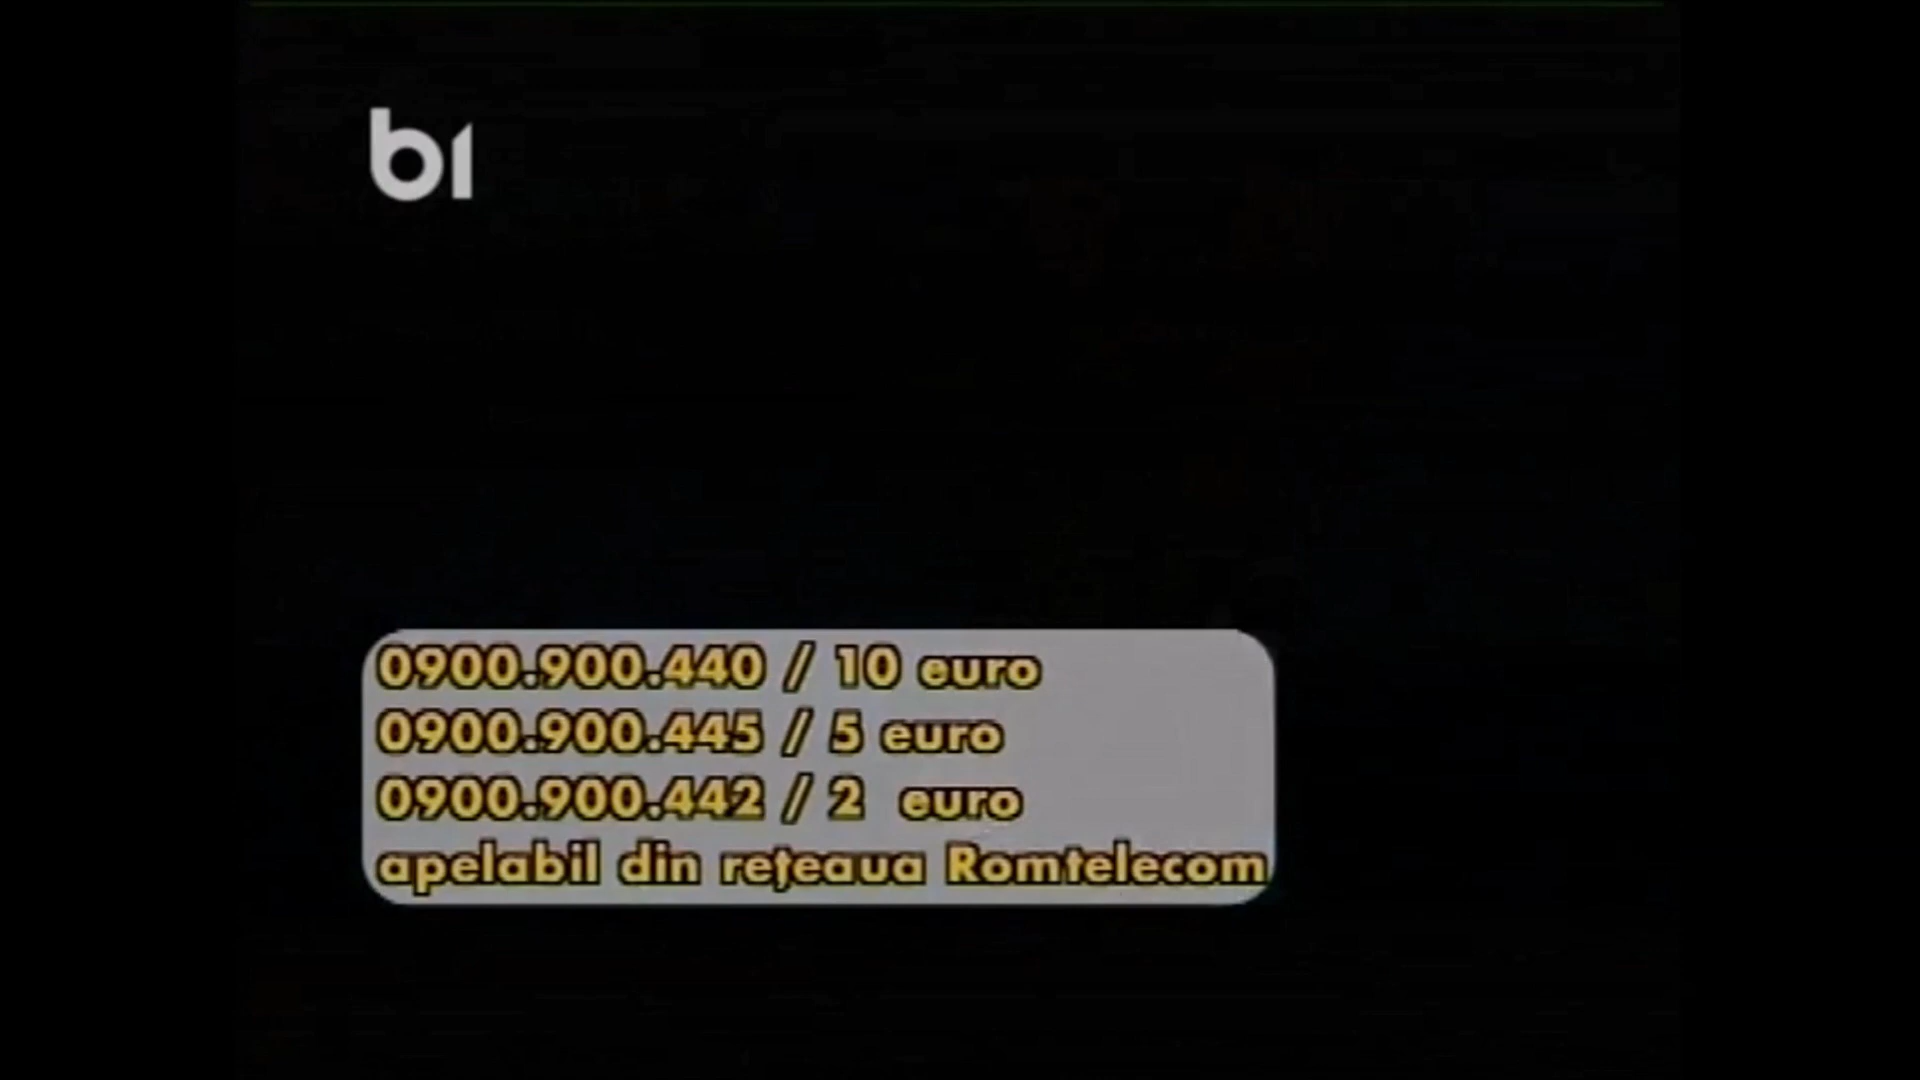 b1
0900.900.440 / 10 euro
0900.900.445 / 5 euro
0900.900.442 / 2 euro
apelabil din rețeaua Romtelecom